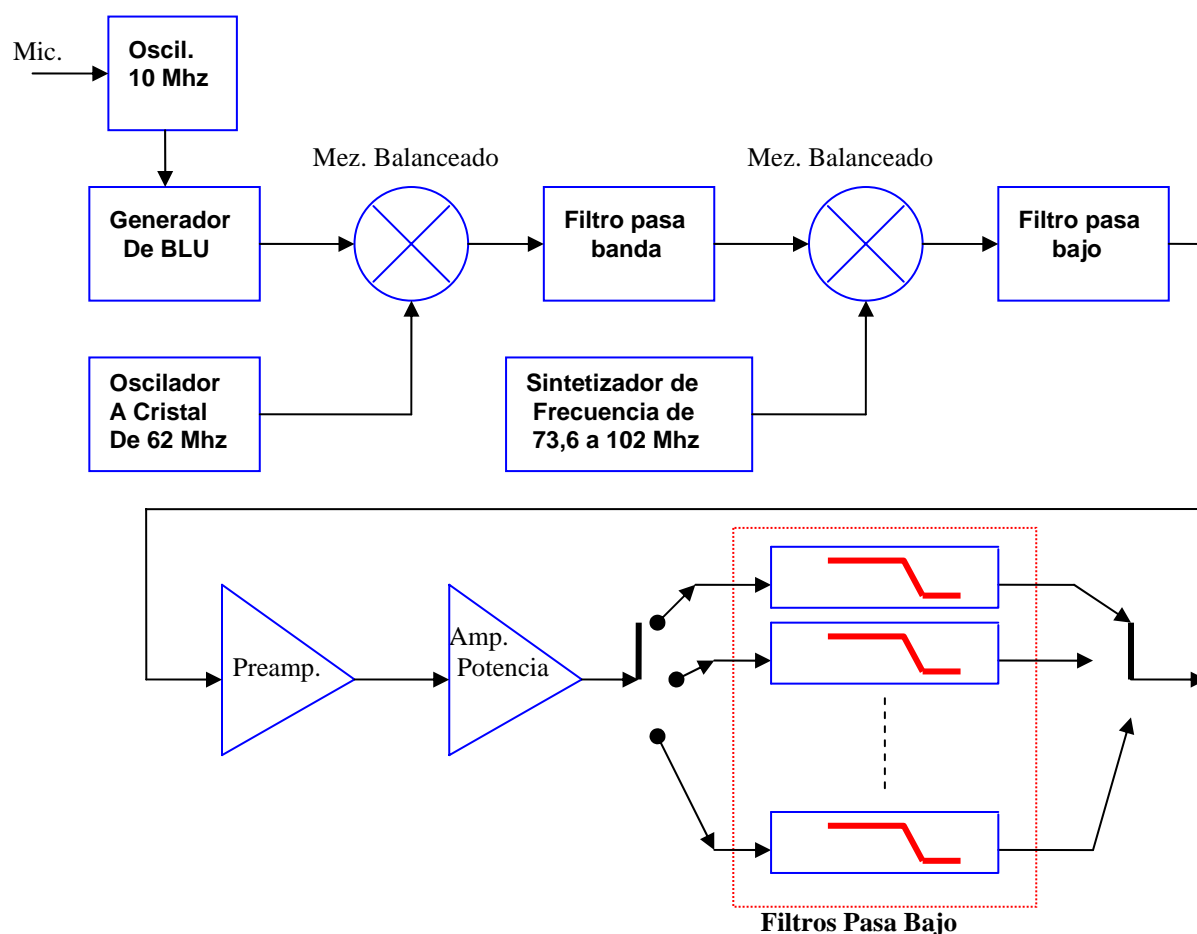 Mic.
Oscil.
10 Mhz
Mez. Balanceado
Mez. Balanceado
Generador
De BLU
Filtro pasa
banda
Filtro pasa
bajo
Oscilador
A Cristal
De 62 Mhz
Sintetizador de
Frecuencia de
73,6 a 102 Mhz
Preamp.
Amp.
Potencia
Filtros Pasa Bajo